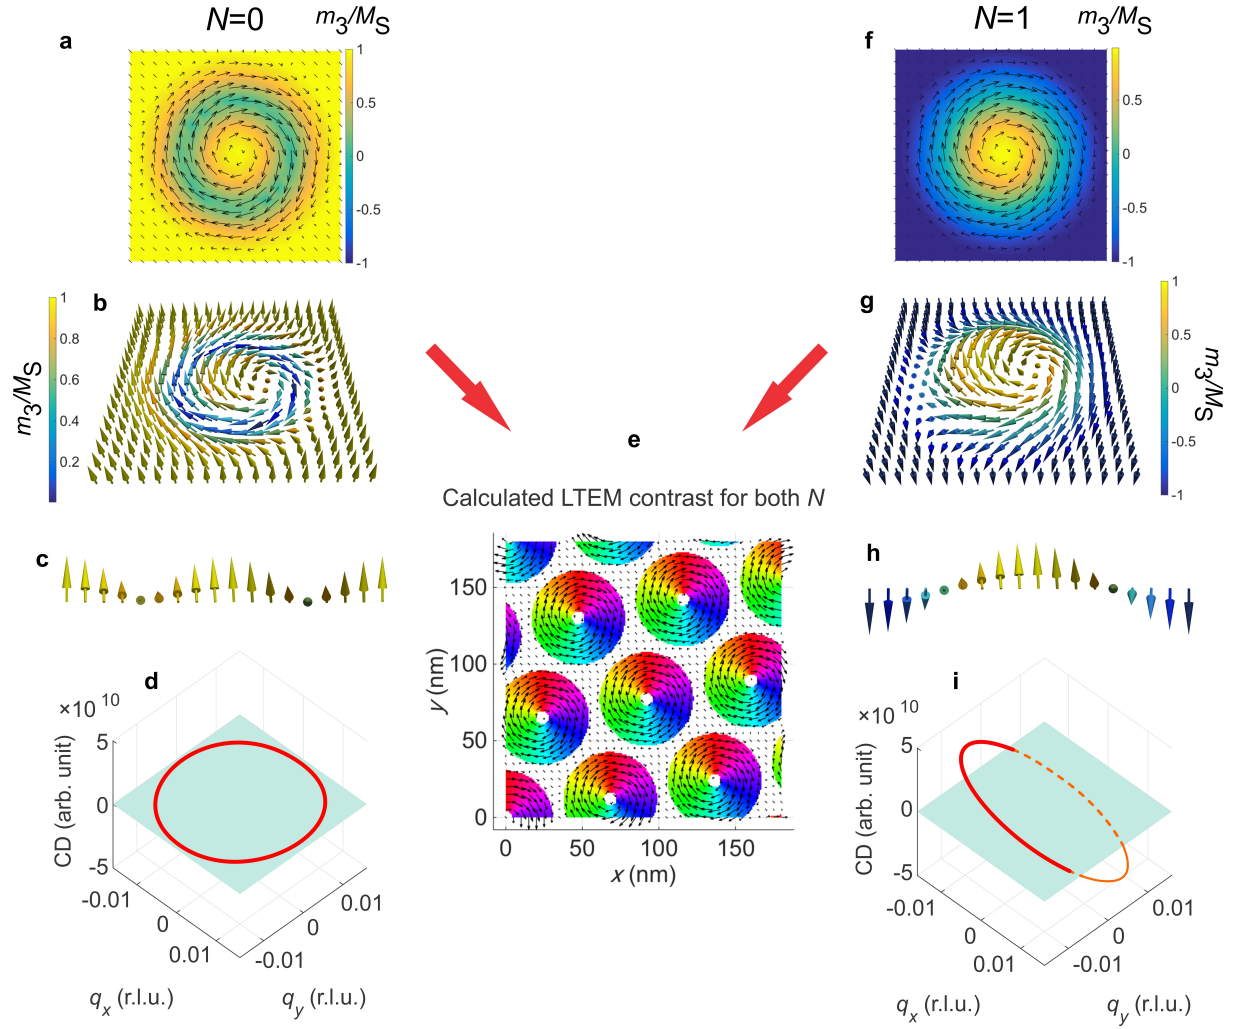 N=0
m3/MS
a
1
0.5
0
-0.5
-1
b
m3/MS
1
0.8
0.6
0.4
0.2
c
d
×10 10
CD (arb. unit)
5
0
-5
-0.01
0
0.01
-0.01
0
0.01
qx (r.l.u.)
qy (r.l.u.)
e
Calculated LTEM contrast for both N
y (nm)
150
100
50
0
0
50
100
150
x (nm)
N=1
m3/MS
f
0.5
0
-0.5
-1
g
1
0.5
0
-0.5
-1
m3/MS
h
i
×10 10
CD (arb. unit)
5
0
-5
-0.01
0
0.01
-0.01
0
0.01
qx (r.l.u.)
qy (r.l.u.)